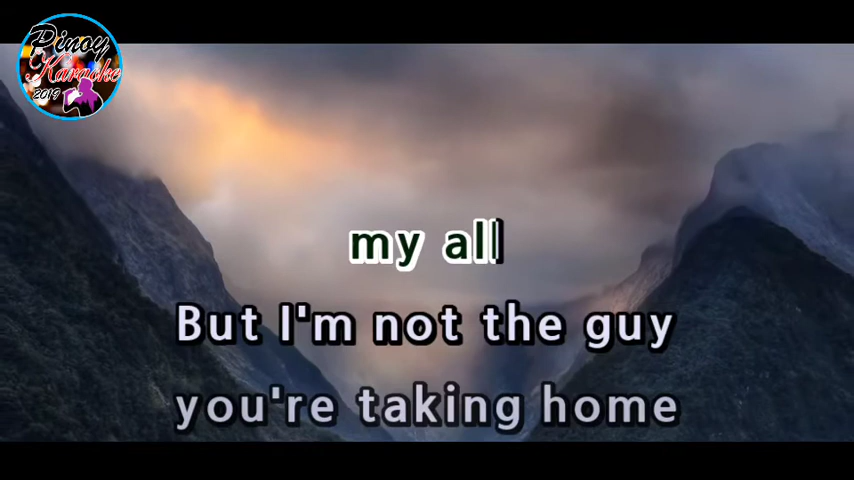 Pinoy
Karaoke
2019
my all
But I'm not the guy
you're taking home